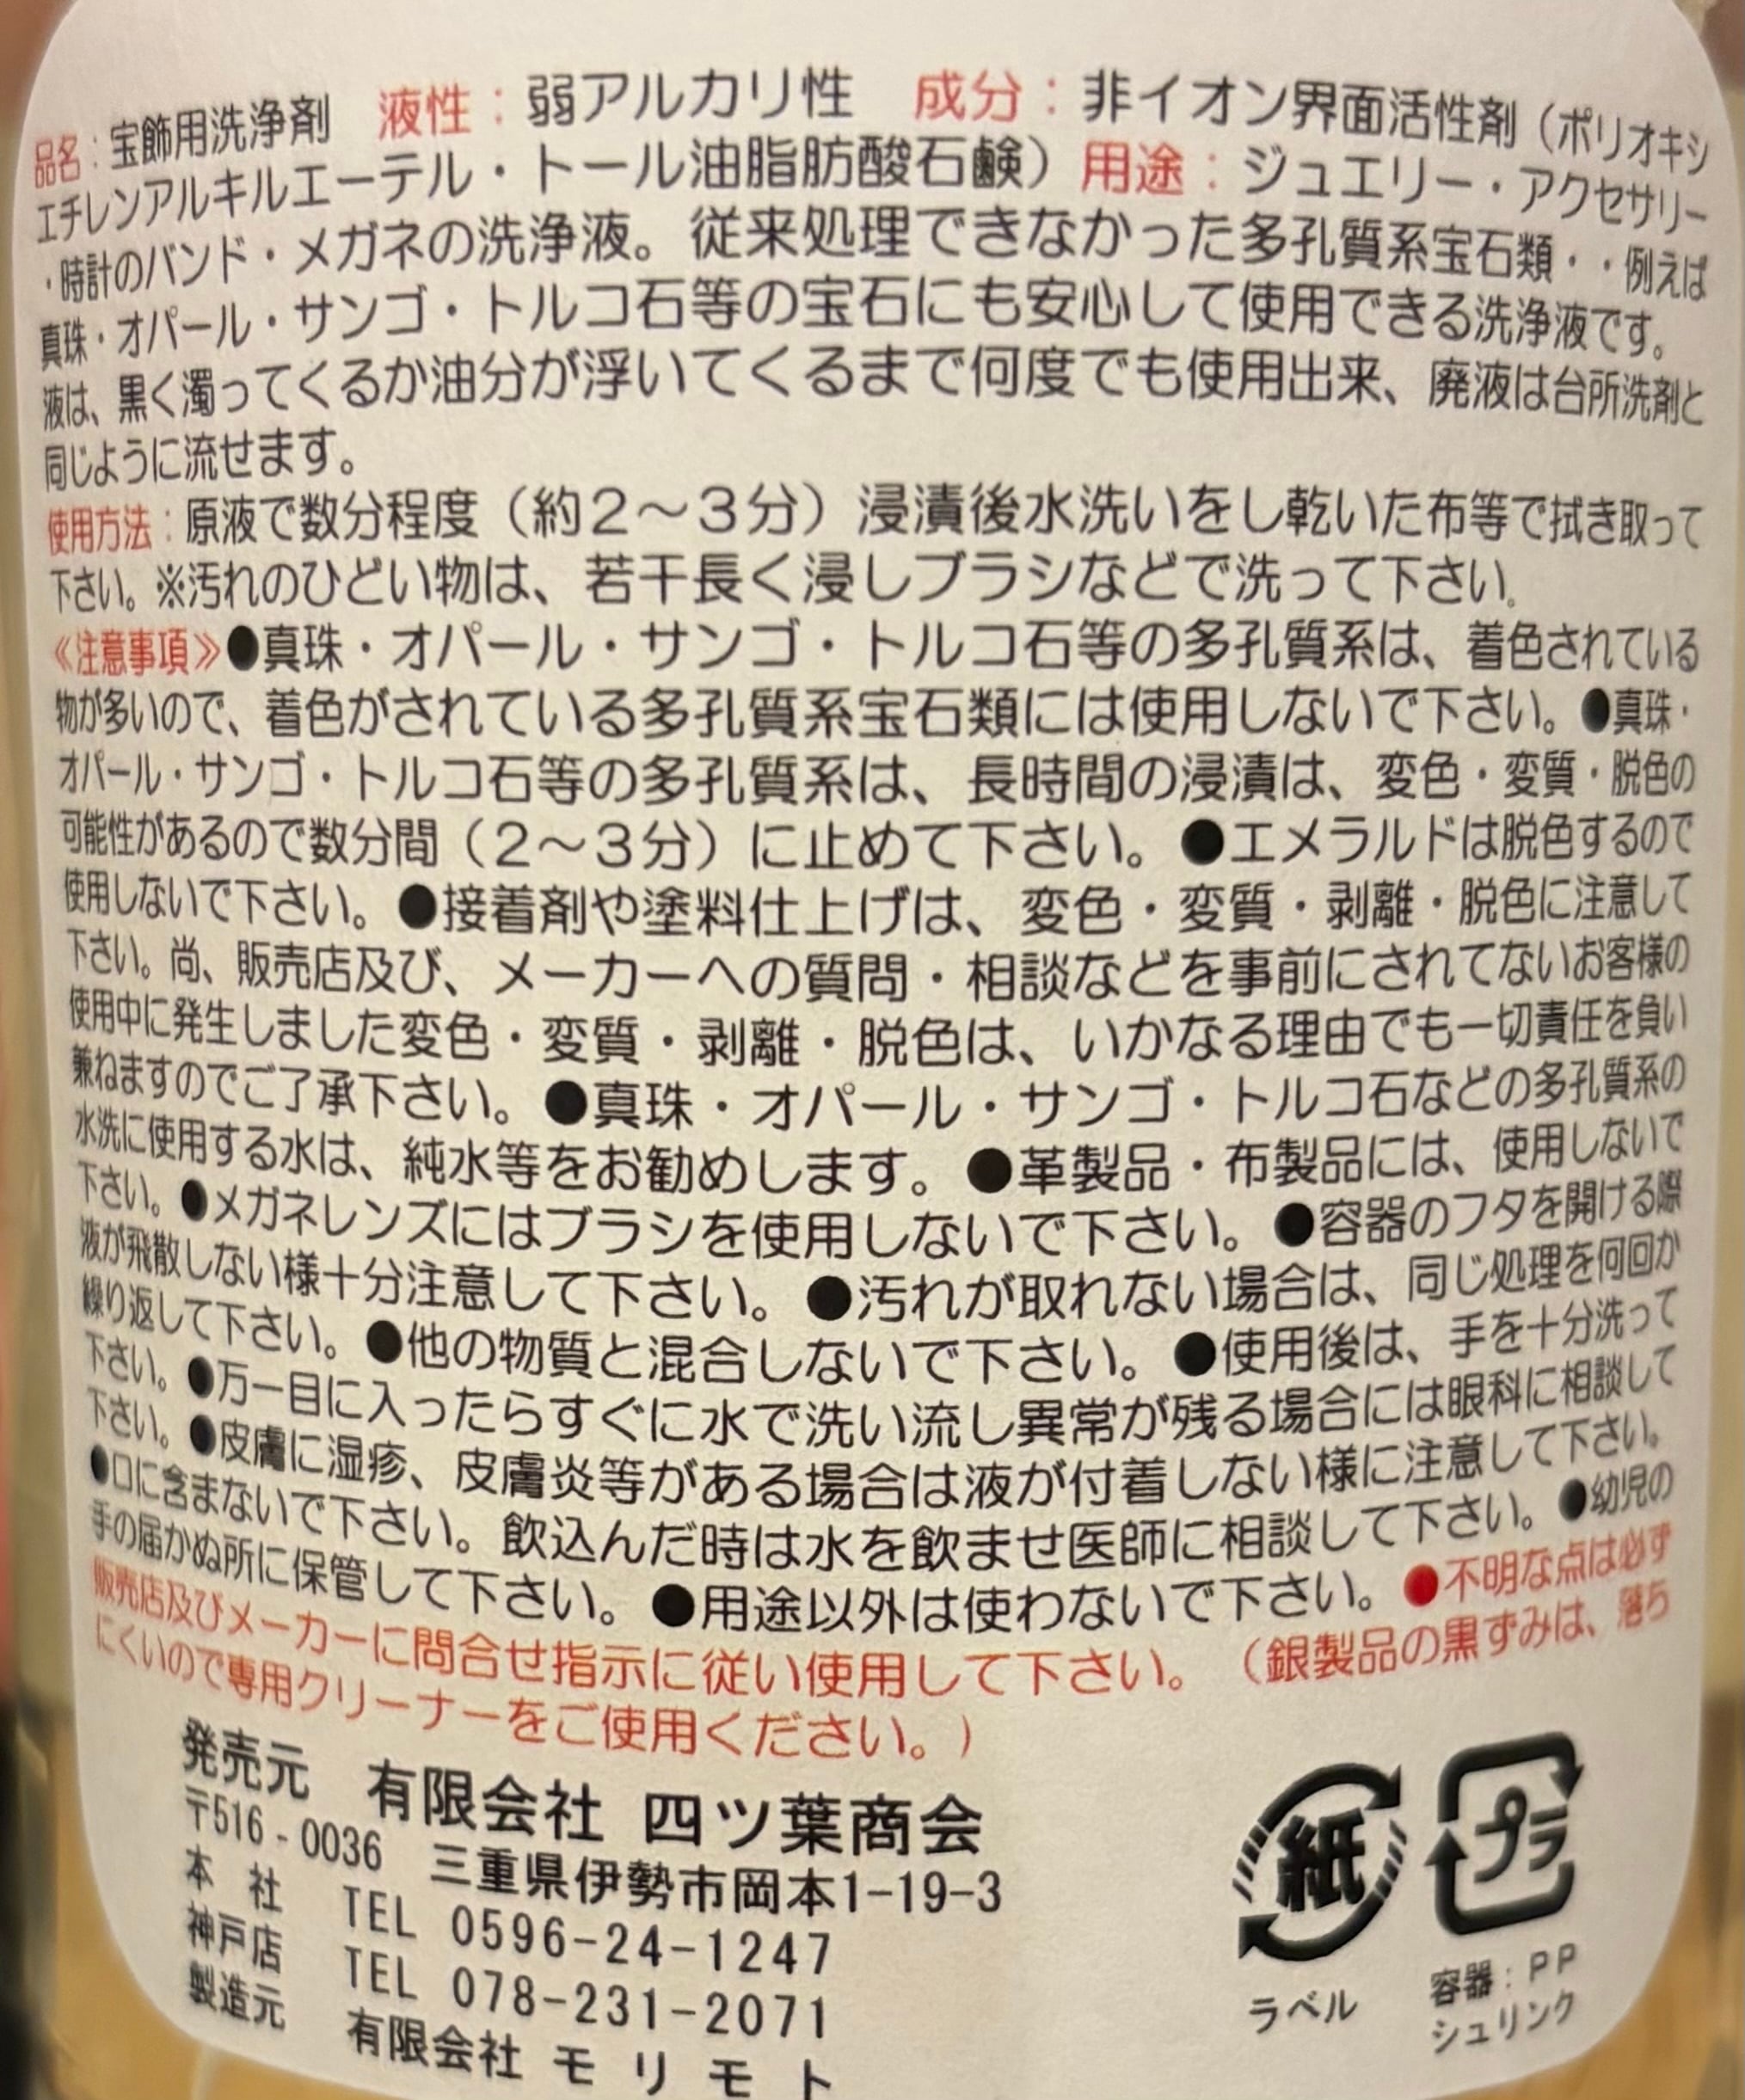 品名：宝飾用洗浄剤　液性：弱アルカリ性　成分：非イオン界面活性剤（ポリオキシ
エチレンアルキルエーテル・トール油脂肪酸石鹸）用途：ジュエリー・アクセサリー
・時計のバンド・メガネの洗浄液。従来処理できなかった多孔質系宝石類・・例えば
真珠・オパール・サンゴ・トルコ石等の宝石にも安心して使用できる洗浄液です。
液は、黒く濁ってくるか油分が浮いてくるまで何度でも使用出来、廃液は台所洗剤と
同じように流せます。
使用方法：原液で数分程度（約２～３分）浸漬後水洗いをし乾いた布等で拭き取って
下さい。※汚れのひどい物は、若干長く浸しブラシなどで洗って下さい。
≪注意事項≫●真珠・オパール・サンゴ・トルコ石等の多孔質系は、着色されている
物が多いので、着色がされている多孔質系宝石類には使用しないで下さい。●真珠・
オパール・サンゴ・トルコ石等の多孔質系は、長時間の浸漬は、変色・変質・脱色の
可能性があるので数分間（２～３分）に止めて下さい。●エメラルドは脱色するので
使用しないで下さい。●接着剤や塗料仕上げは、変色・変質・剥離・脱色に注意して
下さい。尚、販売店及び、メーカーへの質問・相談などを事前にされてないお客様の
使用中に発生しました変色・変質・剥離・脱色は、いかなる理由でも一切責任を負い
兼ねますのでご了承下さい。●真珠・オパール・サンゴ・トルコ石などの多孔質系の
水洗に使用する水は、純水等をお勧めします。●革製品・布製品には、使用しないで
下さい。●メガネレンズにはブラシを使用しないで下さい。●容器のフタを開ける際
液が飛散しない様十分注意して下さい。●汚れが取れない場合は、同じ処理を何回か
繰り返して下さい。●他の物質と混合しないで下さい。●使用後は、手を十分洗って
下さい。●万一目に入ったらすぐに水で洗い流し異常が残る場合には眼科に相談して
下さい。●皮膚に湿疹、皮膚炎等がある場合は液が付着しない様に注意して下さい。
●口に含まないで下さい。飲込んだ時は水を飲ませ医師に相談して下さい。●幼児の
手の届かぬ所に保管して下さい。●用途以外は使わないで下さい。●不明な点は必ず
販売店及びメーカーに問合せ指示に従い使用して下さい。（銀製品の黒ずみは、落ち
にくいので専用クリーナーをご使用ください。）
発売元　有限会社 四ツ葉商会
〒516-0036　三重県伊勢市岡本1-19-3
本　社　TEL 0596-24-1247
神戸店　TEL 078-231-2071
製造元　有限会社 モリモト
紙
ラベル
プラ
容器：ＰＰ
シュリンク